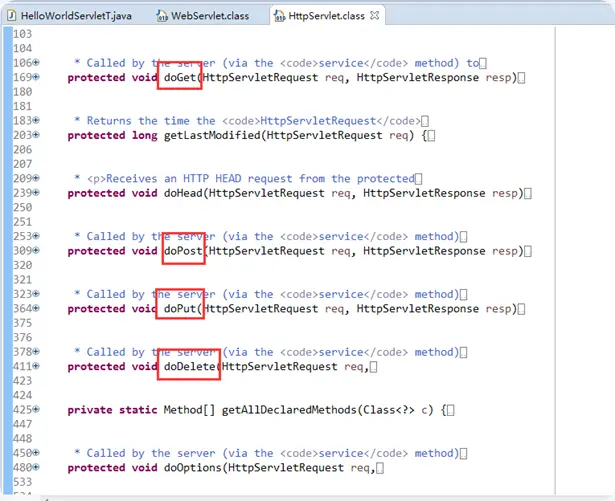 HelloWorldServletT.java WebServlet.class HttpServlet.class
103
104
106 * Called by the server (via the <code>service</code> method) to
169 protected void doGet(HttpServletRequest req, HttpServletResponse resp)
180
181
183 * Returns the time the <code>HttpServletRequest</code>
203 protected long getLastModified(HttpServletRequest req) {
206
207
209 * <p>Receives an HTTP HEAD request from the protected
239 protected void doHead(HttpServletRequest req, HttpServletResponse resp)
250
251
253 * Called by the server (via the <code>service</code> method)
309 protected void doPost(HttpServletRequest req, HttpServletResponse resp)
320
321
323 * Called by the server (via the <code>service</code> method)
364 protected void doPut(HttpServletRequest req, HttpServletResponse resp)
375
376
378 * Called by the server (via the <code>service</code> method)
411 protected void doDelete(HttpServletRequest req,
423
424
425 private static Method[] getAllDeclaredMethods(Class<?> c) {
447
448
450 * Called by the server (via the <code>service</code> method)
480 protected void doOptions(HttpServletRequest req,
533